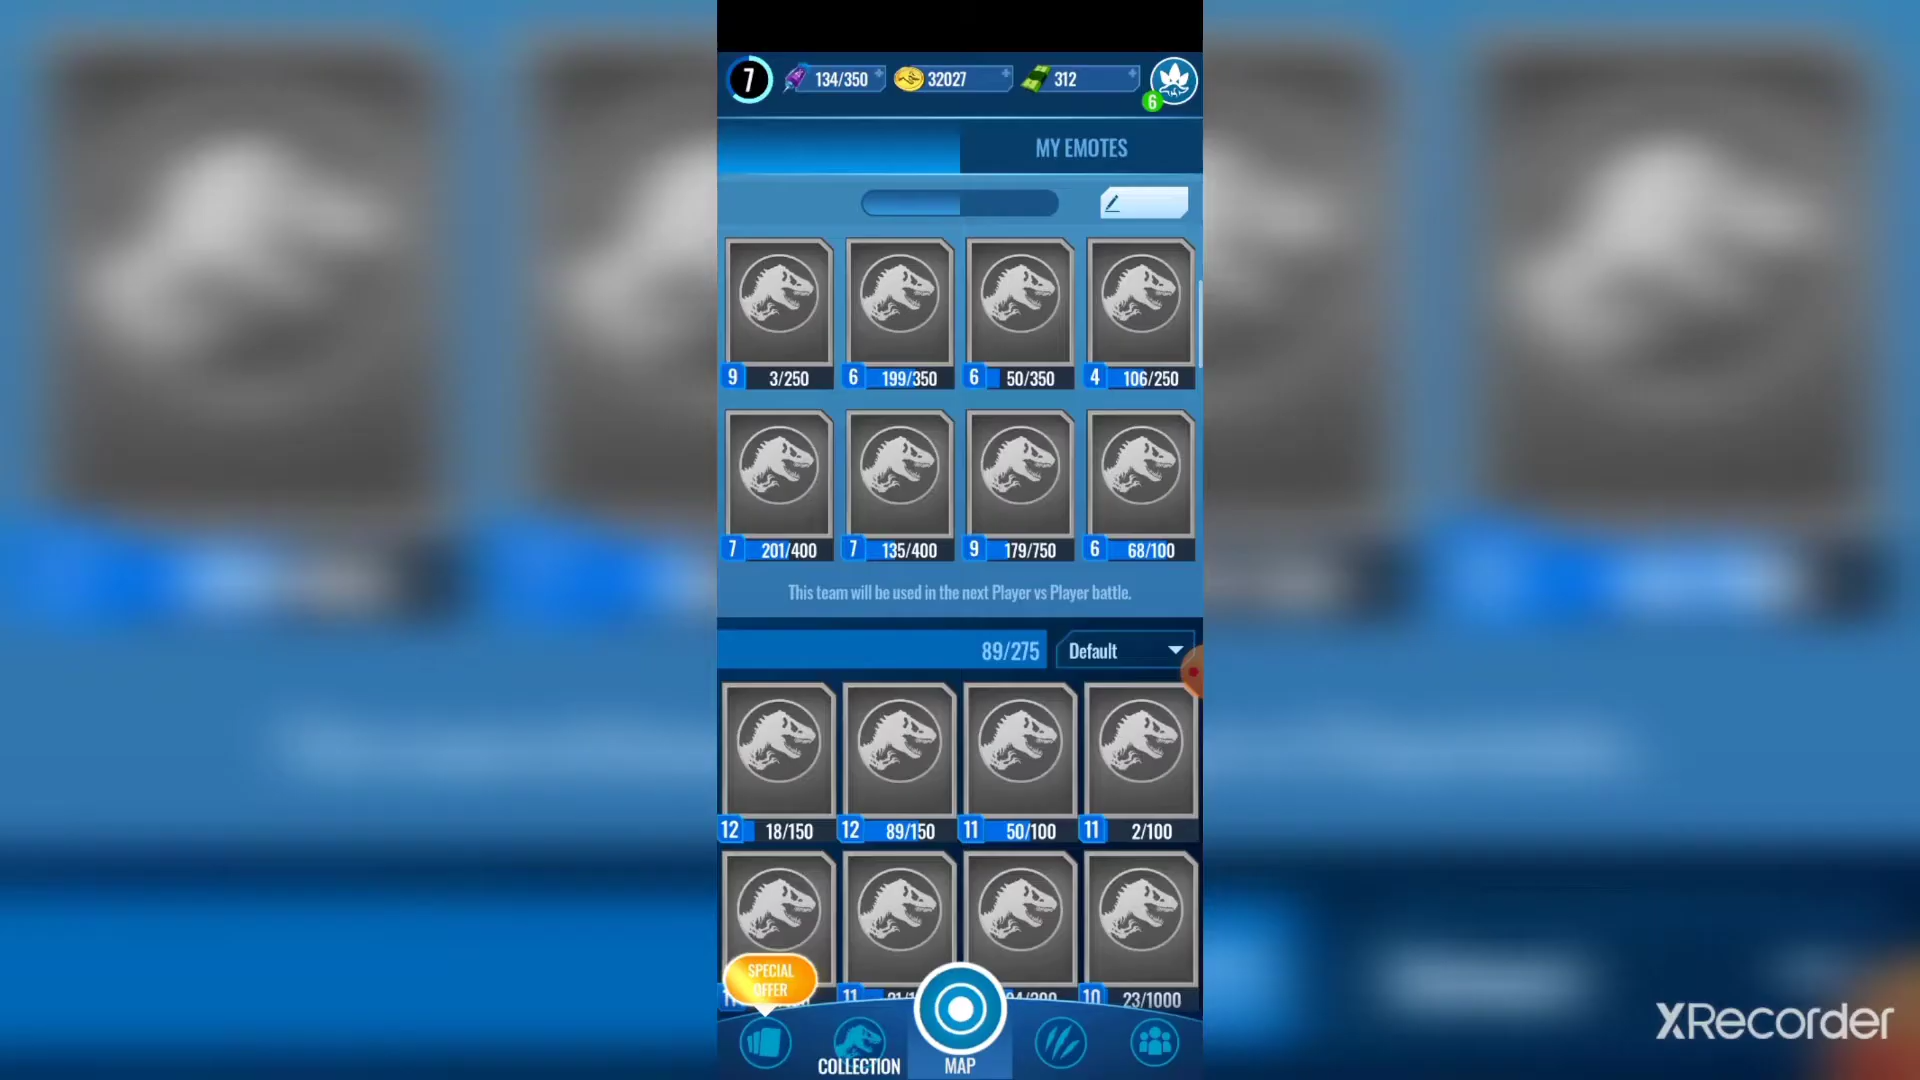 7 134/350 32027 312
6
MY EMOTES
9 3/250 6 199/350 6 50/350 4 106/250
7 201/400 7 135/400 9 179/750 6 68/100
This team will be used in the next Player vs Player battle.
89/275 Default
12 18/150 12 89/150 11 50/100 11 2/100
SPECIAL
OFFER
11 10 23/1000
COLLECTION MAP
XRecorder